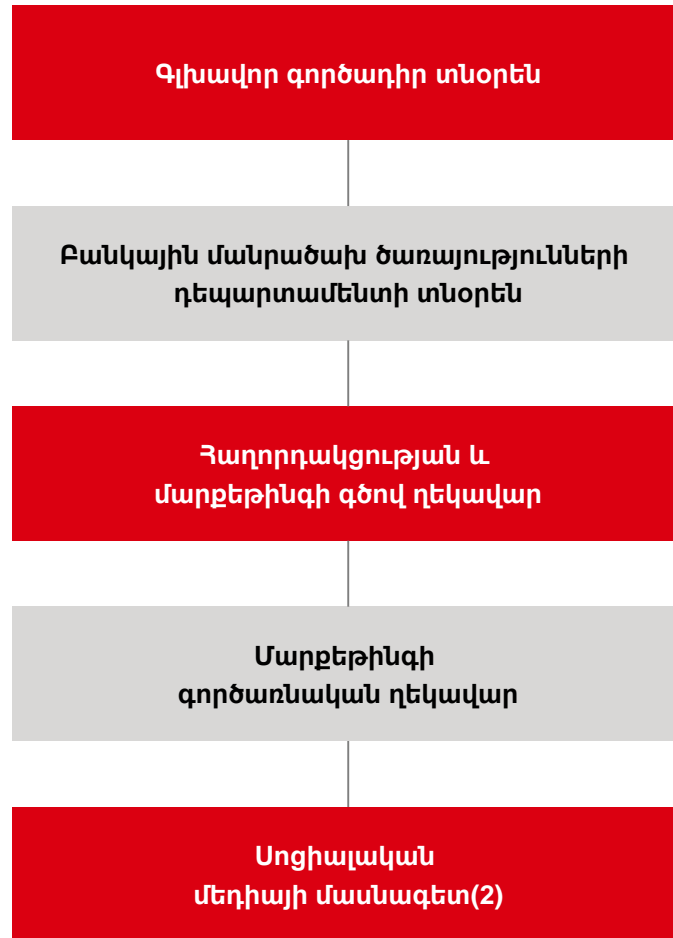 Գլխավոր գործադիր տնօրեն
Բանկային մանրածախ ծառայությունների
դեպարտամենտի տնօրեն
Հաղորդակցության և
մարքեթինգի գծով ղեկավար
Մարքեթինգի
գործառնական ղեկավար
Սոցիալական
մեդիայի մասնագետ(2)